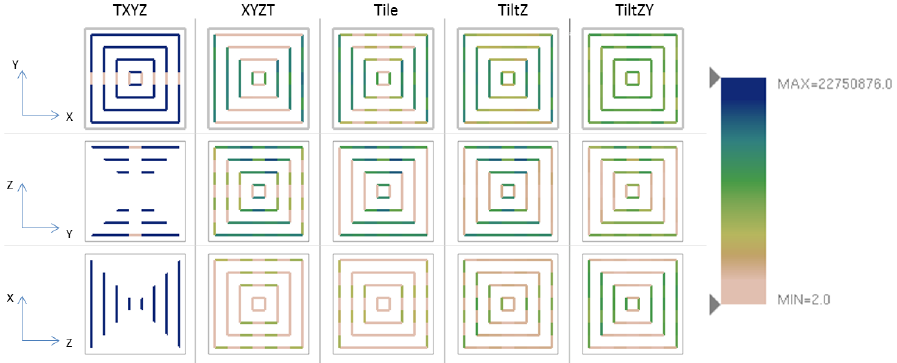 TXYZ XYZT Tile TiltZ TiltZY
Y
X
MAX=22750876.0
Z
Y
X
Z
MIN=2.0